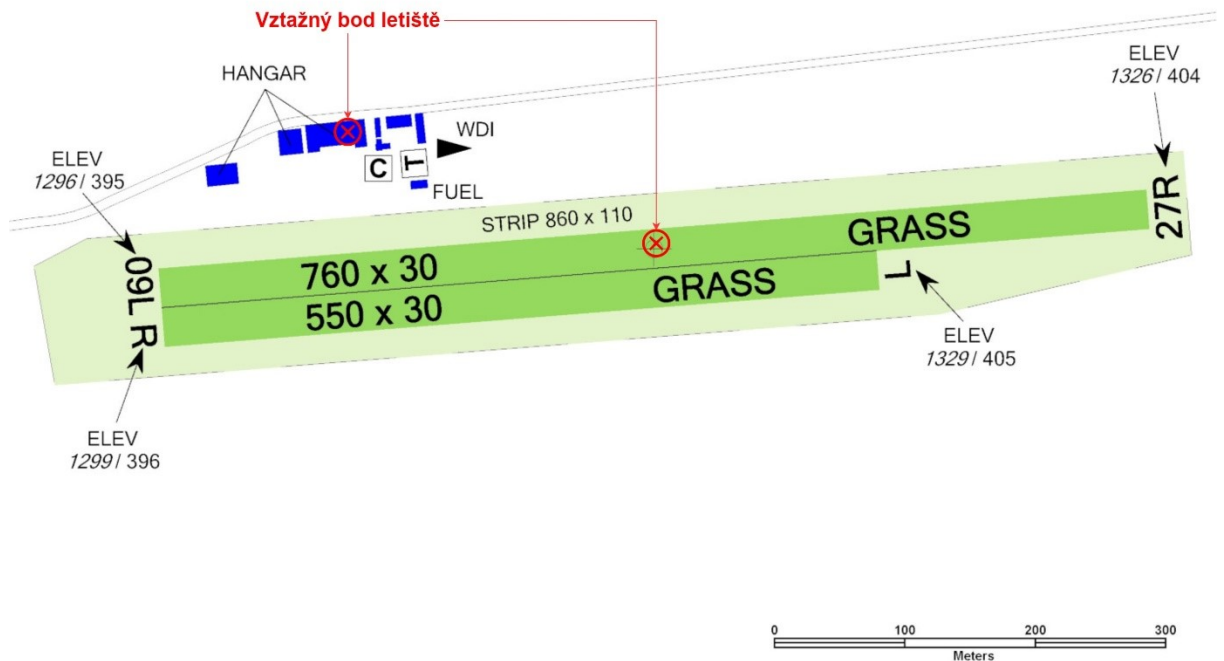 Vztažný bod letiště
HANGAR
ELEV
1326 / 404
WDI
C
T
FUEL
ELEV
1296 / 395
STRIP 860 x 110
27R
GRASS
760 x 30
09L R
GRASS
550 x 30
L
ELEV
1329 / 405
ELEV
1299 / 396
0 100 200 300
Meters